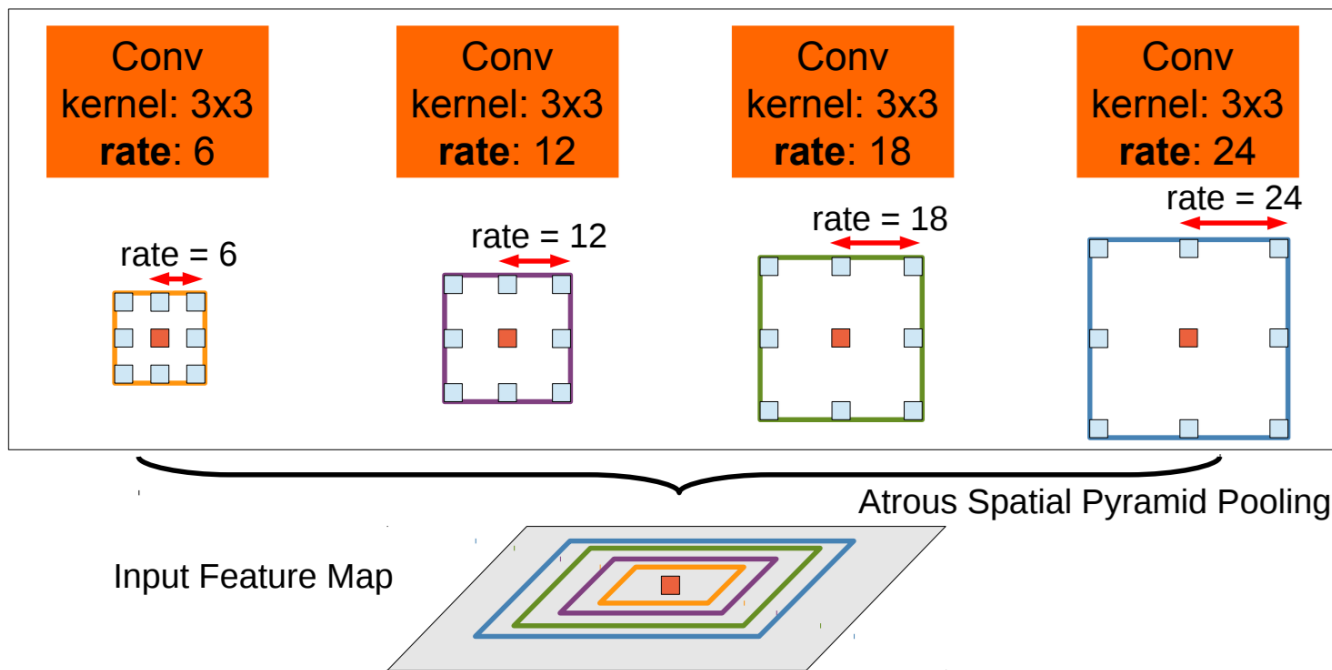 Conv
kernel: 3x3
rate: 6
Conv
kernel: 3x3
rate: 12
Conv
kernel: 3x3
rate: 18
Conv
kernel: 3x3
rate: 24
rate = 6
rate = 12
rate = 18
rate = 24
Atrous Spatial Pyramid Pooling
Input Feature Map